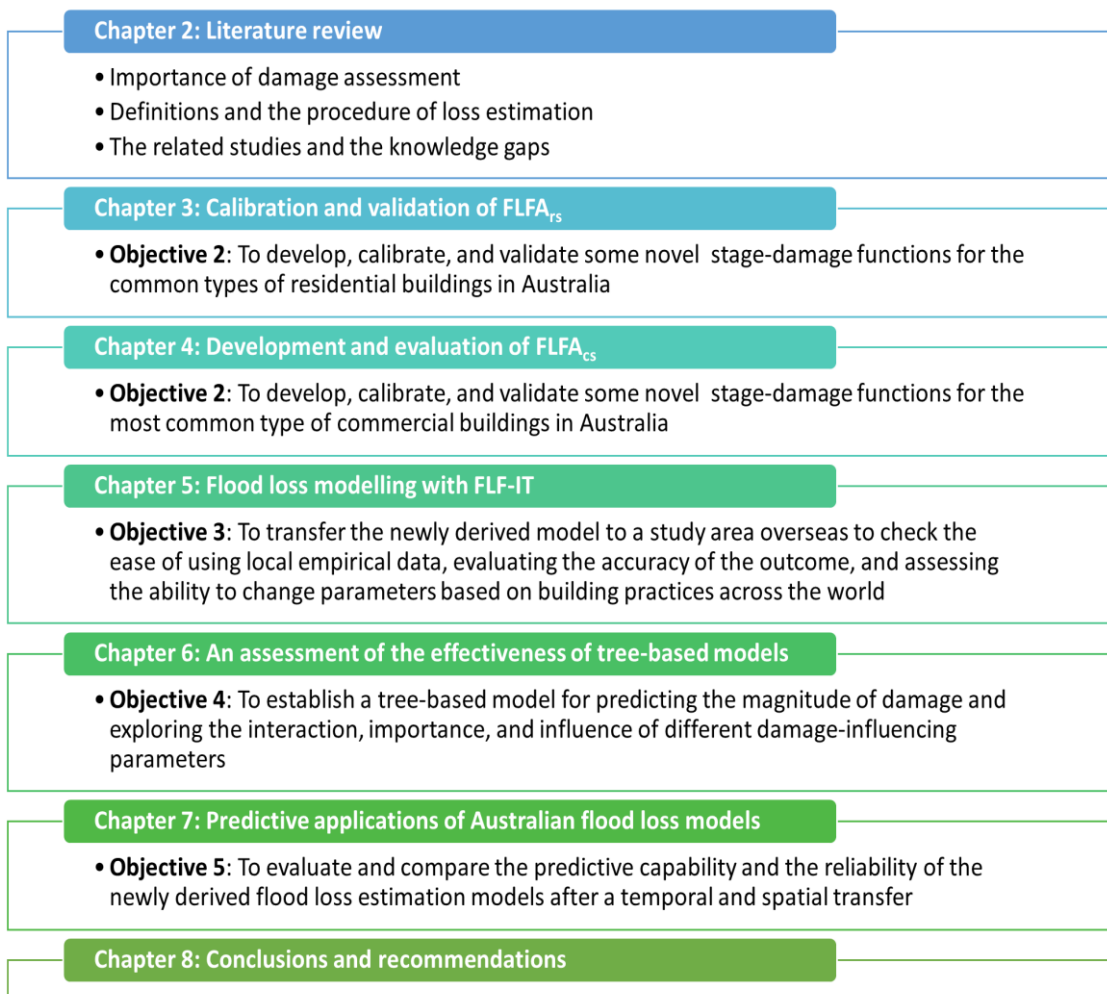 Chapter 2: Literature review
• Importance of damage assessment
• Definitions and the procedure of loss estimation
• The related studies and the knowledge gaps
Chapter 3: Calibration and validation of FLFArs
• Objective 2: To develop, calibrate, and validate some novel stage-damage functions for the
common types of residential buildings in Australia
Chapter 4: Development and evaluation of FLFAcs
• Objective 2: To develop, calibrate, and validate some novel stage-damage functions for the
most common type of commercial buildings in Australia
Chapter 5: Flood loss modelling with FLF-IT
• Objective 3: To transfer the newly derived model to a study area overseas to check the
ease of using local empirical data, evaluating the accuracy of the outcome, and assessing
the ability to change parameters based on building practices across the world
Chapter 6: An assessment of the effectiveness of tree-based models
• Objective 4: To establish a tree-based model for predicting the magnitude of damage and
exploring the interaction, importance, and influence of different damage-influencing
parameters
Chapter 7: Predictive applications of Australian flood loss models
• Objective 5: To evaluate and compare the predictive capability and the reliability of the
newly derived flood loss estimation models after a temporal and spatial transfer
Chapter 8: Conclusions and recommendations